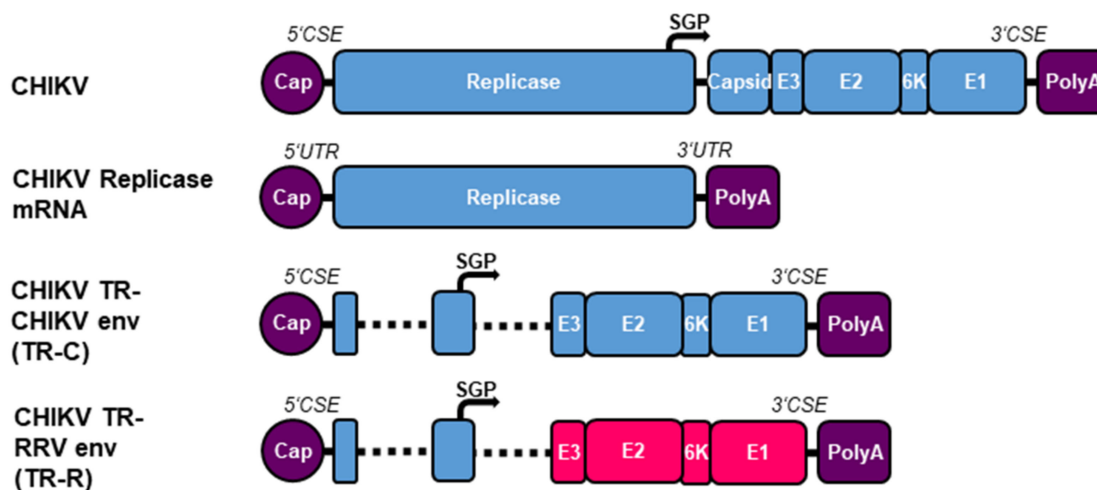 5‘CSE SGP 3‘CSE
CHIKV Cap Replicase Capsid E3 E2 6K E1 PolyA
5‘UTR 3‘UTR
CHIKV Replicase
mRNA
Cap Replicase PolyA
5‘CSE SGP 3‘CSE
CHIKV TR-
CHIKV env
(TR-C)
Cap E3 E2 6K E1 PolyA
5‘CSE SGP 3‘CSE
CHIKV TR-
RRV env
(TR-R)
Cap E3 E2 6K E1 PolyA